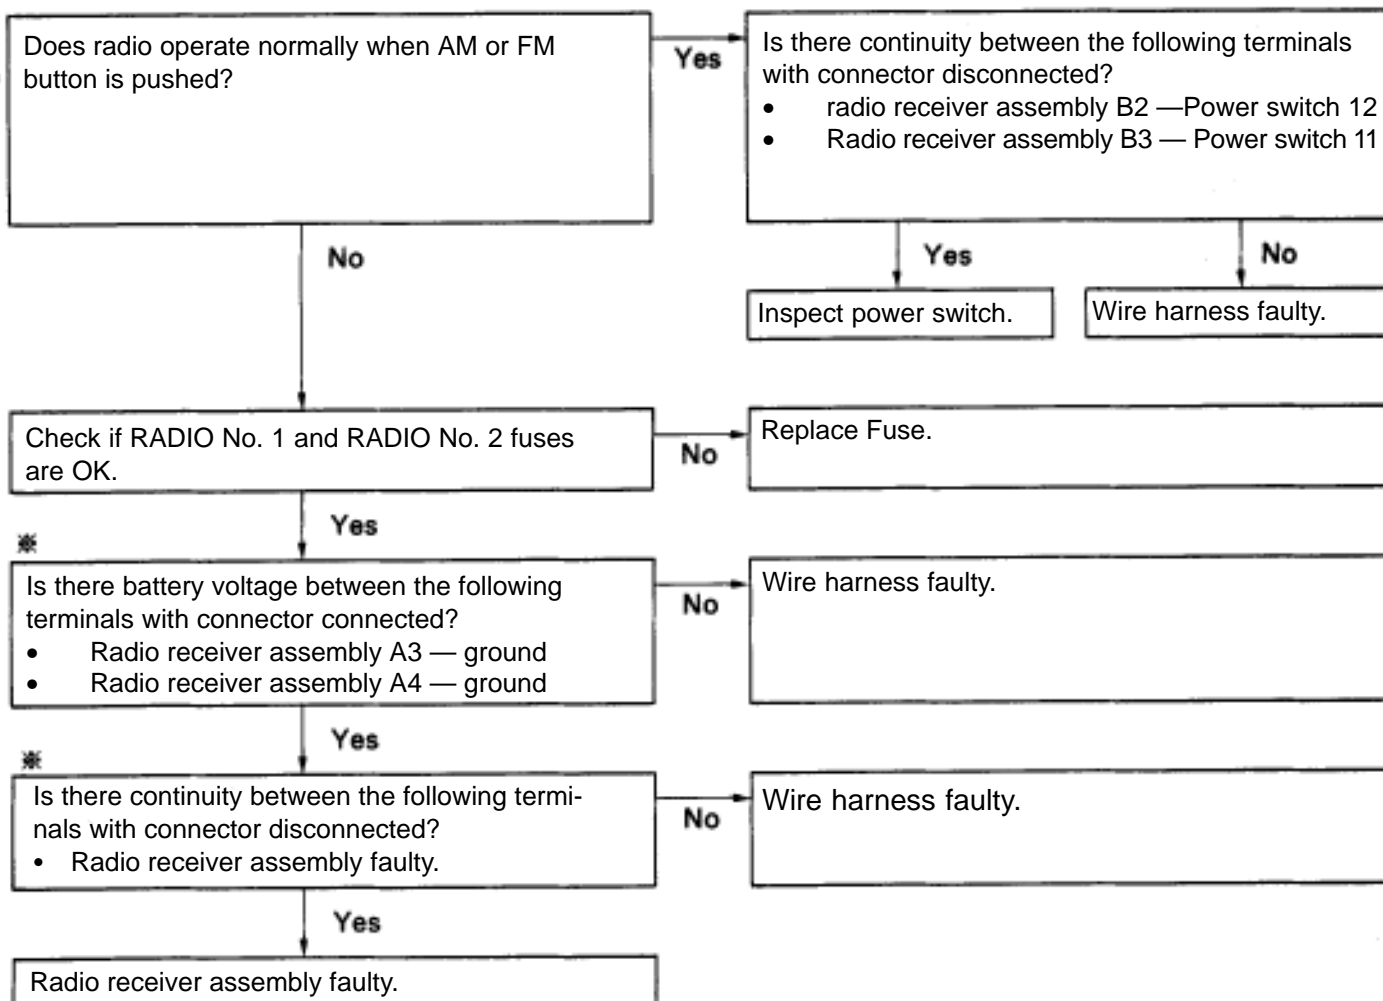 Does radio operate normally when AM or FM
button is pushed?
Yes
Is there continuity between the following terminals
with connector disconnected?
• radio receiver assembly B2 —Power switch 12
• Radio receiver assembly B3 — Power switch 11
No
Yes
No
Inspect power switch.
Wire harness faulty.
Check if RADIO No. 1 and RADIO No. 2 fuses
are OK.
No
Replace Fuse.
Yes
※
Is there battery voltage between the following
terminals with connector connected?
• Radio receiver assembly A3 — ground
• Radio receiver assembly A4 — ground
No
Wire harness faulty.
Yes
※
Is there continuity between the following termi-
nals with connector disconnected?
• Radio receiver assembly faulty.
No
Wire harness faulty.
Yes
Radio receiver assembly faulty.